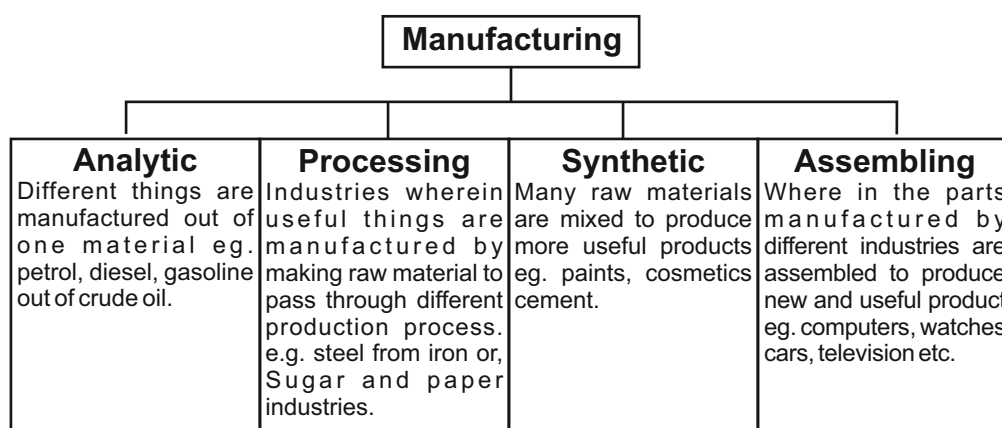 Manufacturing
Analytic
Different things are
manufactured out of
one material eg.
petrol, diesel, gasoline
out of crude oil.
Processing
Industries wherein
useful things are
manufactured by
making raw material to
pass through different
production process.
e.g. steel from iron or,
Sugar and paper
industries.
Synthetic
Many raw materials
are mixed to produce
more useful products
eg. paints, cosmetics
cement.
Assembling
Where in the parts
manufactured by
different industries are
assembled to produce
new and useful product
eg. computers, watches
cars, television etc.